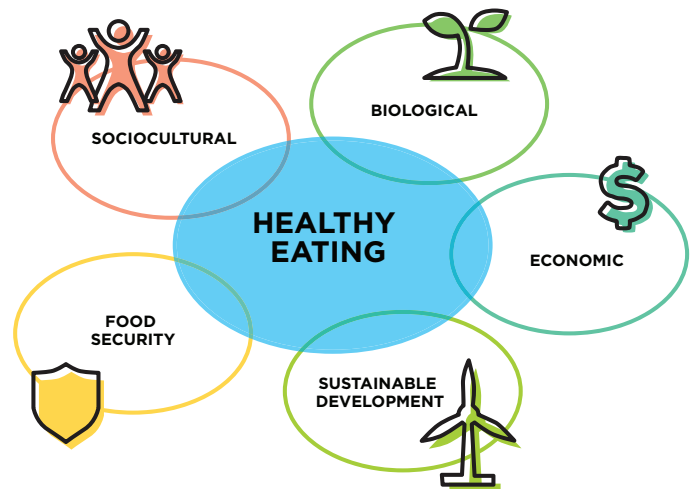 BIOLOGICAL
SOCIOCULTURAL
HEALTHY
EATING
ECONOMIC
FOOD
SECURITY
SUSTAINABLE
DEVELOPMENT